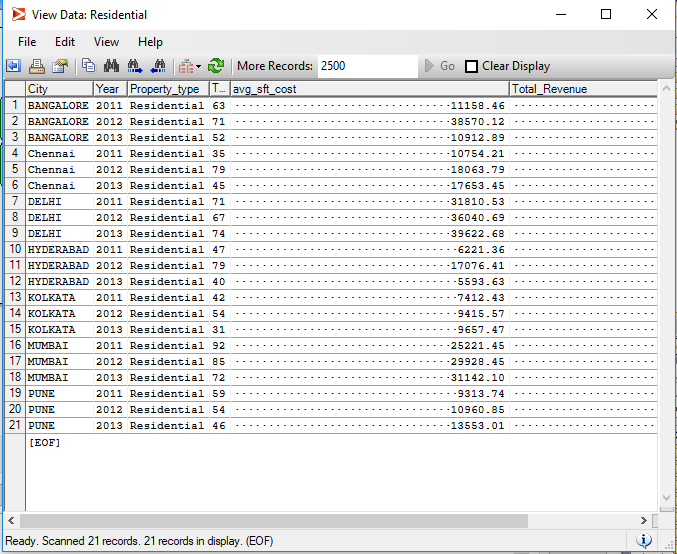 View Data: Residential
File Edit View Help
More Records: 2500 Go Clear Display
City Year Property_type T... avg_sft_cost Total_Revenue
1 BANGALORE 2011 Residential 63 11158.46
2 BANGALORE 2012 Residential 71 38570.12
3 BANGALORE 2013 Residential 52 10912.89
4 Chennai 2011 Residential 35 10754.21
5 Chennai 2012 Residential 79 18063.79
6 Chennai 2013 Residential 45 17653.45
7 DELHI 2011 Residential 71 31810.53
8 DELHI 2012 Residential 67 36040.69
9 DELHI 2013 Residential 74 39622.68
10 HYDERABAD 2011 Residential 47 6221.36
11 HYDERABAD 2012 Residential 79 17076.41
12 HYDERABAD 2013 Residential 40 5593.63
13 KOLKATA 2011 Residential 42 7412.43
14 KOLKATA 2012 Residential 54 9415.57
15 KOLKATA 2013 Residential 31 9657.47
16 MUMBAI 2011 Residential 92 25221.45
17 MUMBAI 2012 Residential 85 29928.45
18 MUMBAI 2013 Residential 72 31142.10
19 PUNE 2011 Residential 59 9313.74
20 PUNE 2012 Residential 54 10960.85
21 PUNE 2013 Residential 46 13553.01
[EOF]
Ready. Scanned 21 records. 21 records in display. (EOF)